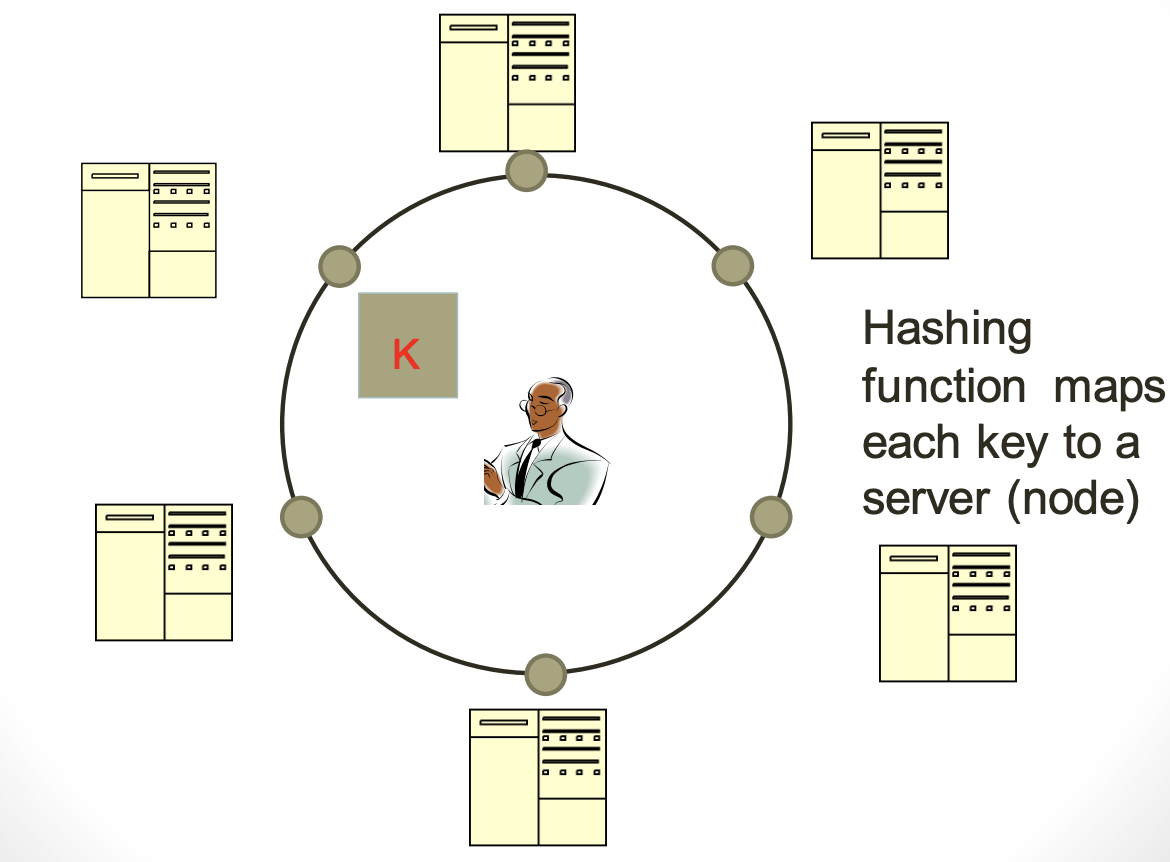 K
Hashing
function maps
each key to a
server (node)